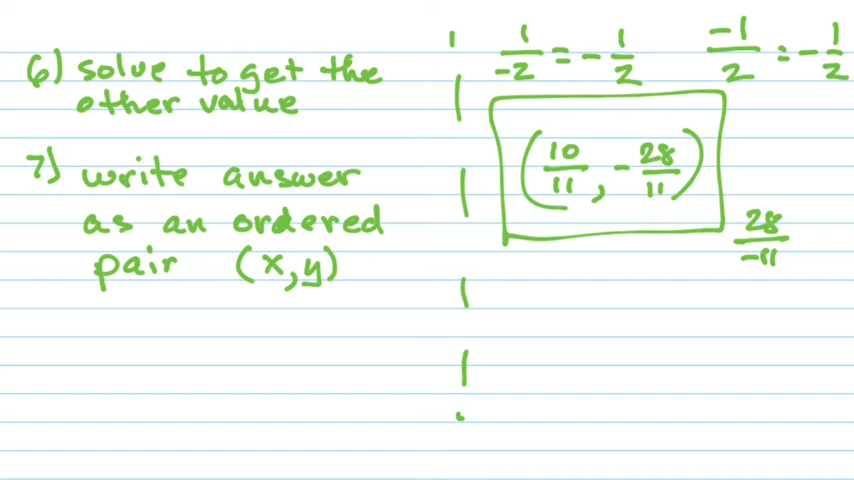 6) solve to get the
other value
7) write answer
as an ordered
pair (x,y)
1/-2 = -1/2   -1/2 = -1/2
(10/11, -28/11)
28/-11